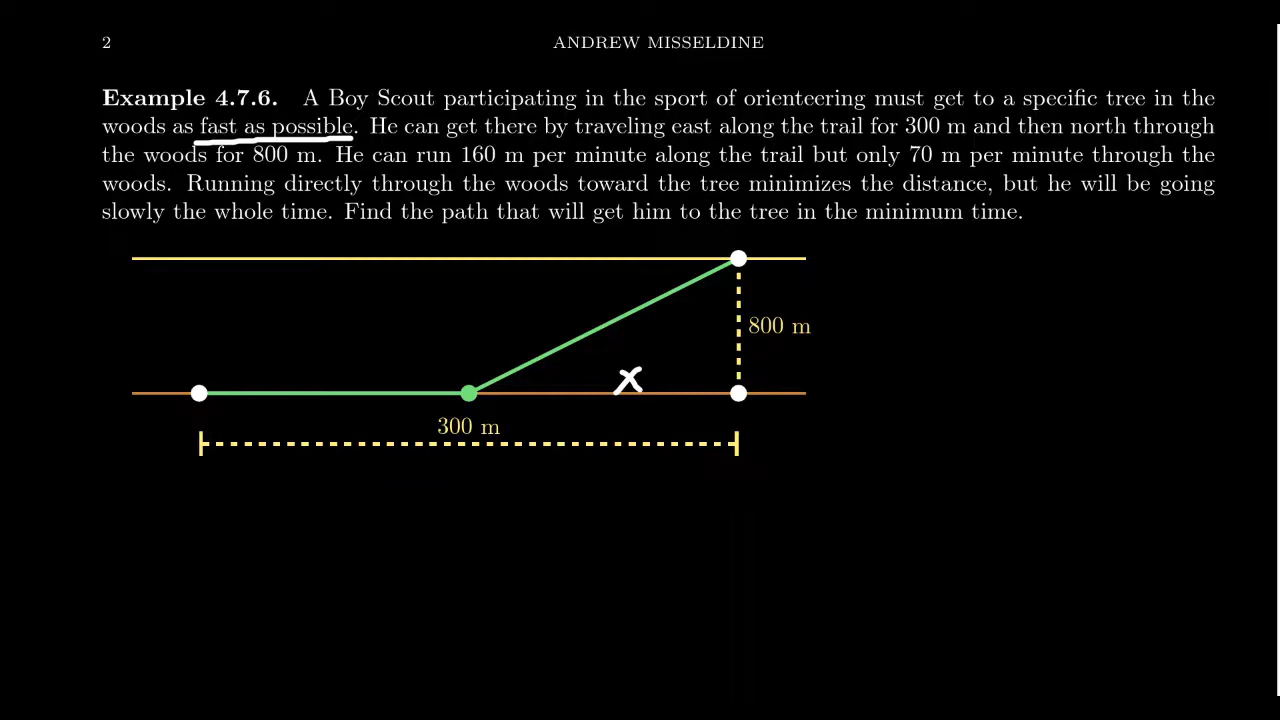 2
ANDREW MISSELDINE
Example 4.7.6. A Boy Scout participating in the sport of orienteering must get to a specific tree in the
woods as fast as possible. He can get there by traveling east along the trail for 300 m and then north through
the woods for 800 m. He can run 160 m per minute along the trail but only 70 m per minute through the
woods. Running directly through the woods toward the tree minimizes the distance, but he will be going
slowly the whole time. Find the path that will get him to the tree in the minimum time.
800 m
x
300 m